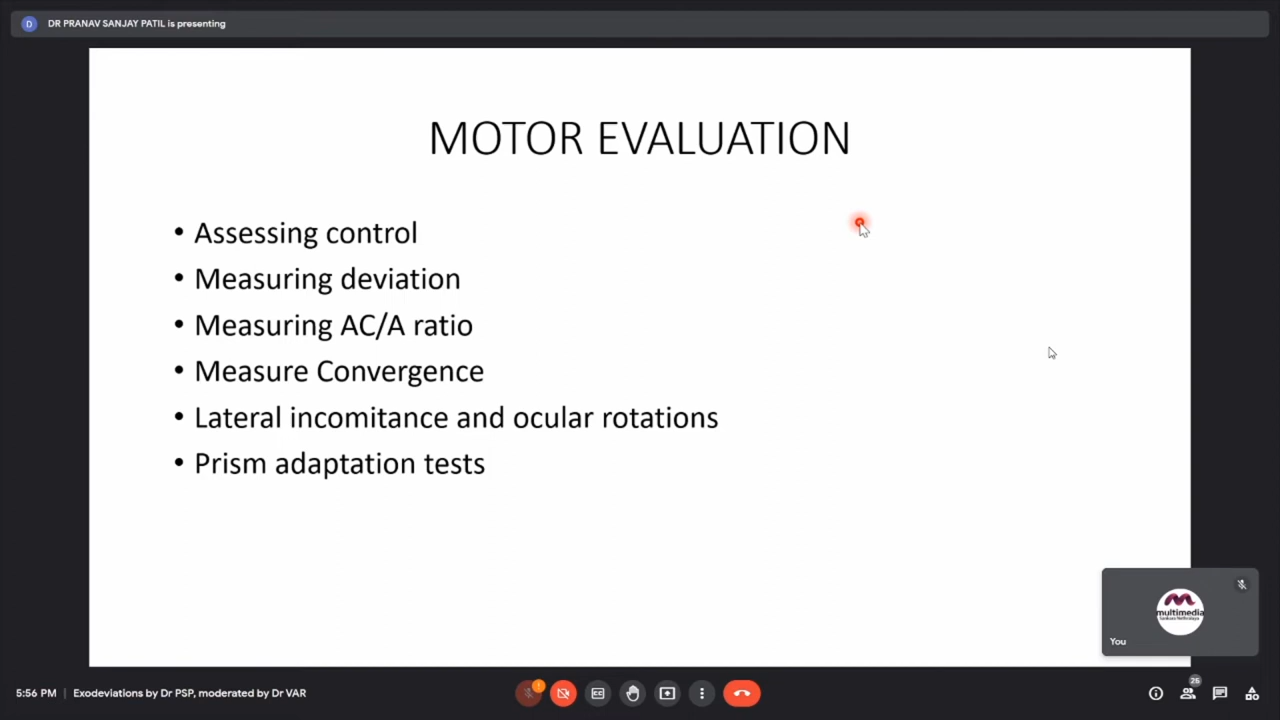 D DR PRANAV SANJAY PATIL is presenting
MOTOR EVALUATION
• Assessing control
• Measuring deviation
• Measuring AC/A ratio
• Measure Convergence
• Lateral incomitance and ocular rotations
• Prism adaptation tests
multimedia
You
26
5:56 PM | Exodeviations by Dr PSP, moderated by Dr VAR